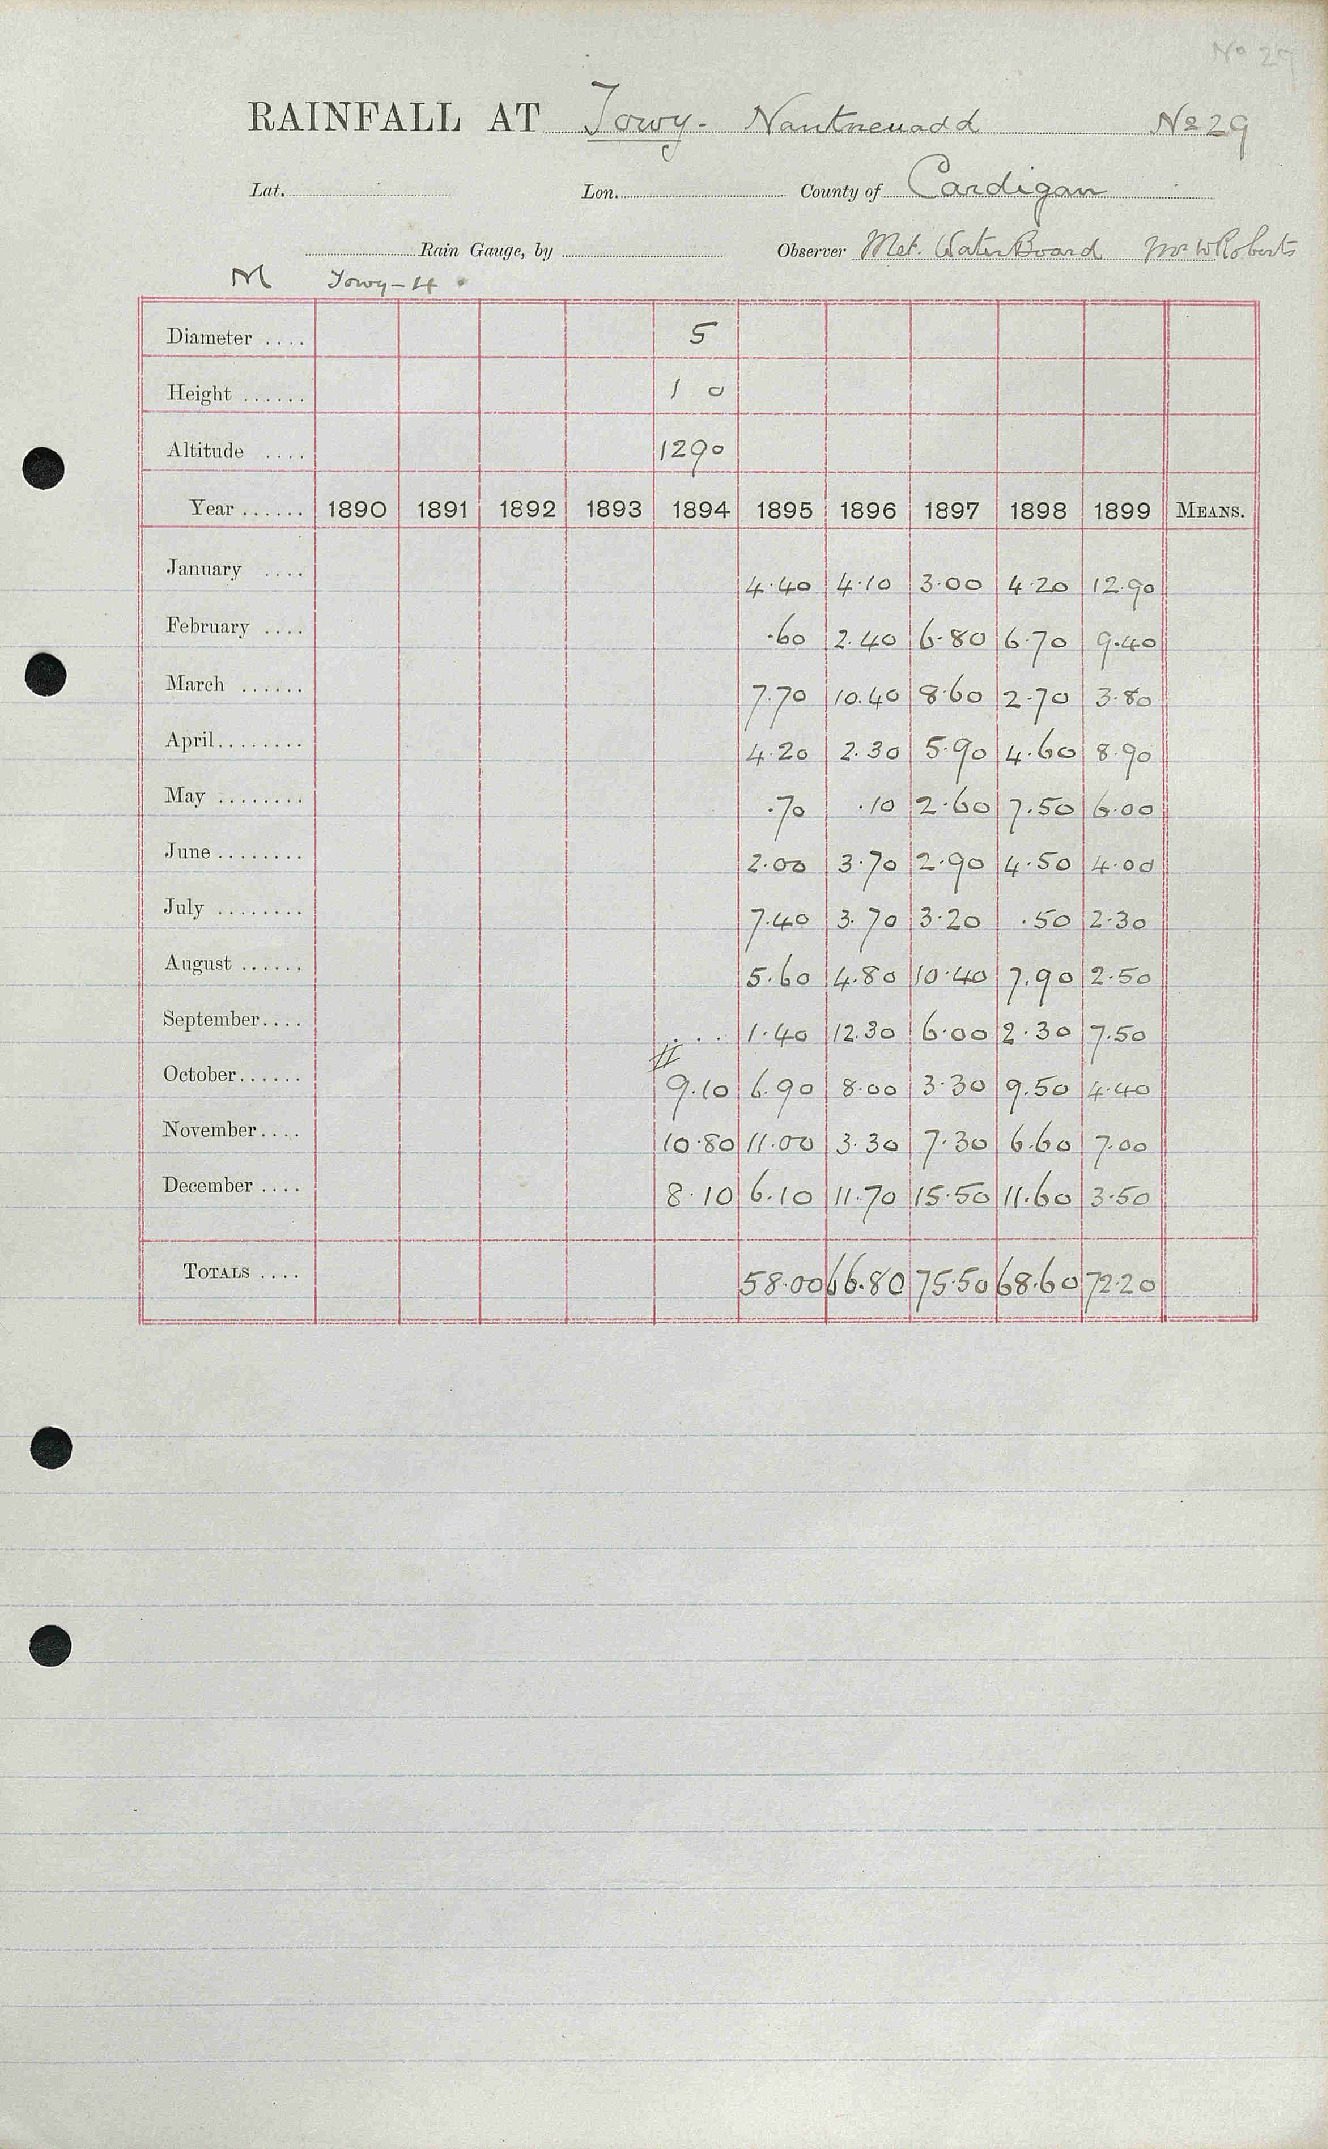 No 27
RAINFALL AT Towy. Nantneuadd No 29
Lat. Lon. County of Cardigan
Rain Gauge, by Observer Met. Water Board Mr W Roberts
M Towy-4
Diameter .... 5
Height ...... 1 0
Altitude .... 1290
Year ...... 1890 1891 1892 1893 1894 1895 1896 1897 1898 1899 MEANS.
January .... 4.40 4.10 3.00 4.20 12.90
February .... .60 2.40 6.80 6.70 9.40
March ...... 7.70 10.40 8.60 2.70 3.80
April........ 4.20 2.30 5.90 4.60 8.90
May ........ .70 .10 2.60 7.50 6.00
June ........ 2.00 3.70 2.90 4.50 4.00
July ........ 7.40 3.70 3.20 .50 2.30
August ...... 5.60 4.80 10.40 7.90 2.50
September.... ... 1.40 12.30 6.00 2.30 7.50
October...... # 9.10 6.90 8.00 3.30 9.50 4.40
November.... 10.80 11.00 3.30 7.30 6.60 7.00
December .... 8.10 6.10 11.70 15.50 11.60 3.50
TOTALS .... 58.00 66.80 75.50 68.60 72.20